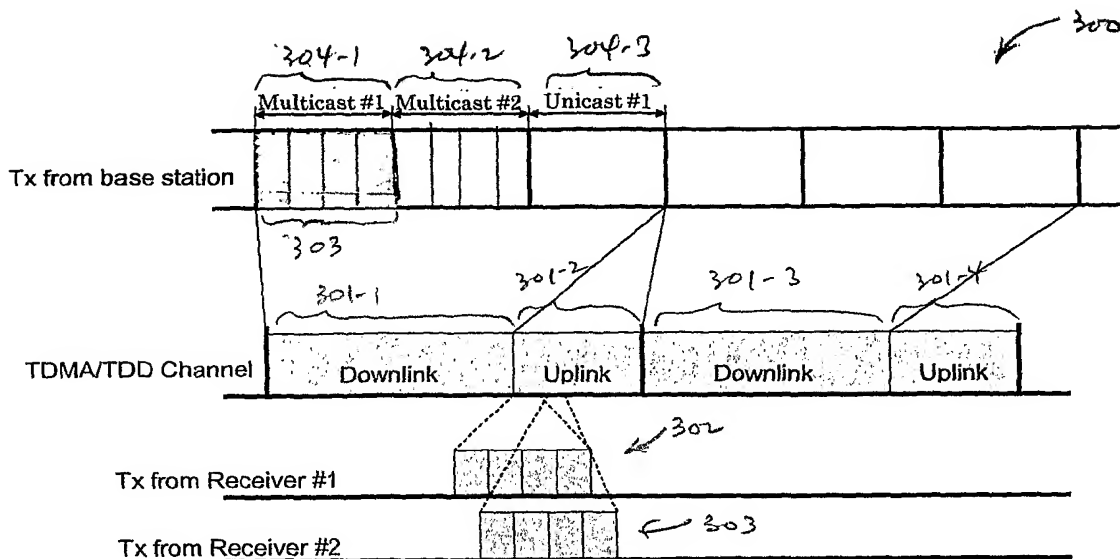 300
304-1 304-2 304-3
Multicast #1 Multicast #2 Unicast #1
Tx from base station
303
301-1 301-2 301-3 301-4
TDMA/TDD Channel Downlink Uplink Downlink Uplink
302
Tx from Receiver #1
303
Tx from Receiver #2